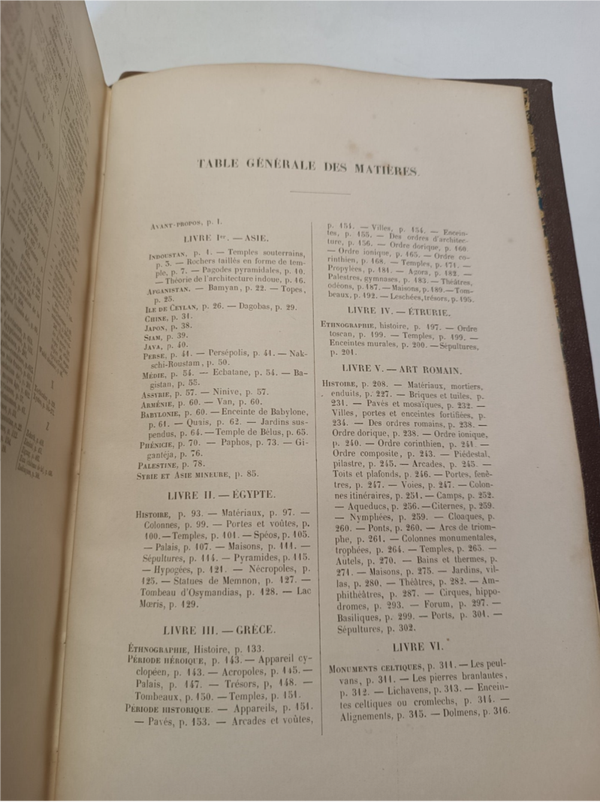 TABLE GÉNÉRALE DES MATIÈRES.
AVANT-PROPOS, p. 1.
LIVRE Ier. — ASIE.
INDOUSTAN. p. 1. — Temples souterrains,
p. 3. — Rochers taillés en forme de tem-
ple, p. 7. — Pagodes pyramidales, p. 10.
— Théorie de l'architecture indoue, p. 16.
AFGANISTAN. — Bamyan, p. 22. — Topes,
p. 25.
ILE DE CEYLAN, p. 26. — Dagobas, p. 29.
CHINE, p. 31.
JAPON, p. 38.
SIAM, p. 39.
JAVA, p. 40.
PERSE, p. 41. — Persépolis, p. 41. — Nak-
schi-Roustam, p. 50.
MÉDIE, p. 54. — Ecbatane, p. 54. — Ba-
gistan, p. 55.
ASSYRIE, p. 57. — Ninive, p. 57.
ARMÉNIE, p. 60. — Van, p. 60.
BABYLONIE, p. 60. — Enceinte de Babylone,
p. 61. — Quxis, p. 62. — Jardins sus-
pendus, p. 64. — Temple de Bélus, p. 65.
PHÉNICIE, p. 70. — Paphos, p. 73. — Gi-
gantéja, p. 76.
PALESTINE, p. 78.
SYRIE ET ASIE MINEURE, p. 85.
LIVRE II. — ÉGYPTE.
HISTOIRE, p. 93. — Matériaux, p. 97. —
Colonnes, p. 99. — Portes et voûtes, p.
100. — Temples, p. 101. — Spéos, p. 105.
— Palais, p. 107. — Maisons, p. 111. —
Sépultures, p. 114. — Pyramides, p. 115.
— Hypogées, p. 121. — Nécropoles, p.
125. — Statues de Memnon, p. 127. —
Tombeau d'Osymandias, p. 128. — Lac
Mœris, p. 129.
LIVRE III. — GRÈCE.
ETHNOGRAPHIE, Histoire, p. 133.
PÉRIODE HÉROÏQUE, p. 143. — Appareil cy-
clopéen, p. 143. — Acropoles, p. 145. —
Palais, p. 147. — Trésors, p, 148. —
Tombeaux, p. 150. — Temples, p. 151.
PÉRIODE HISTORIQUE. — Appareils, p. 151.
— Pavés, p. 153. — Arcades et voûtes,
p. 154. — Villes, p. 154. — Encein-
tes, p. 155. — Des ordres d'architec-
ture, p. 156. — Ordre dorique, p. 160
— Ordre ionique, p. 165. — Ordre co-
rinthien, p. 168. — Temples, p. 171. —
Propylées, p. 181. — Agora, p. 182. —
Palestres, gymnases, p. 183. — Théâtres,
odéons, p. 187. — Maisons, p. 189. — Tom-
beaux, p. 192. — Leschées, trésors, p. 195.
LIVRE IV. — ÉTRURIE.
ETHNOGRAPHIE, histoire, p. 197. — Ordre
toscan, p. 199. — Temples, p. 199. —
Enceintes murales, p. 200. — Sépultures,
p. 201.
LIVRE V. — ART ROMAIN.
HISTOIRE, p. 208. — Matériaux, mortiers,
enduits, p. 227. — Briques et tuiles, p.
231. — Pavés et mosaïques, p. 232. —
Villes, portes et enceintes fortifiées, p.
234. — Des ordres romains, p. 238. —
Ordre dorique, p. 238. — Ordre ionique,
p. 240. — Ordre corinthien, p. 241. —
Ordre composite, p. 243. — Piédestal,
pilastre, p. 245. — Arcades, p. 245. —
Toits et plafonds, p. 246. — Portes, fenê-
tres, p. 247. — Voies, p. 247. — Colon-
nes itinéraires, p. 251. — Camps, p. 252.
— Aqueducs, p. 256. — Citernes, p. 259.
— Nymphées, p. 259. — Cloaques, p.
260. — Ponts, p. 260. — Arcs de triom-
phe, p. 261. — Colonnes monumentales,
trophées, p. 264. — Temples, p. 265. —
Autels, p. 270. — Bains et thermes, p.
271. — Maisons, p. 275. — Jardins, vil-
las, p. 280. — Théâtres, p. 282. — Am-
phithéâtres, p. 287. — Cirques, hippo-
dromes, p. 293. — Forum, p. 297. —
Basiliques, p. 299. — Ports, p. 301. —
Sépultures, p. 302.
LIVRE VI.
MONUMENTS CELTIQUES, p. 311. — Les peul-
vans, p. 311. — Les pierres branlantes,
p. 312. — Lichavens, p. 313. — Encein-
tes celtiques ou cromlechs, p. 314. —
Alignements, p. 315. — Dolmens, p. 316.